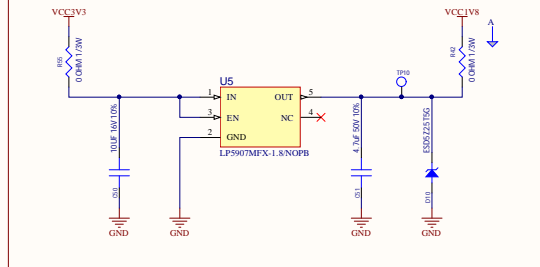 VCC3V3
VCC1V8
A
R55
0 OHM 1/3W
R42
0 OHM 1/3W
TP10
U5
1 IN OUT 5
3 EN NC 4
2 GND
LP5907MFX-1.8/NOPB
10UF 16V 10%
C50
4.7uF 50V 10%
C51
ESD5Z2.5T5G
D10
GND
GND
GND
GND